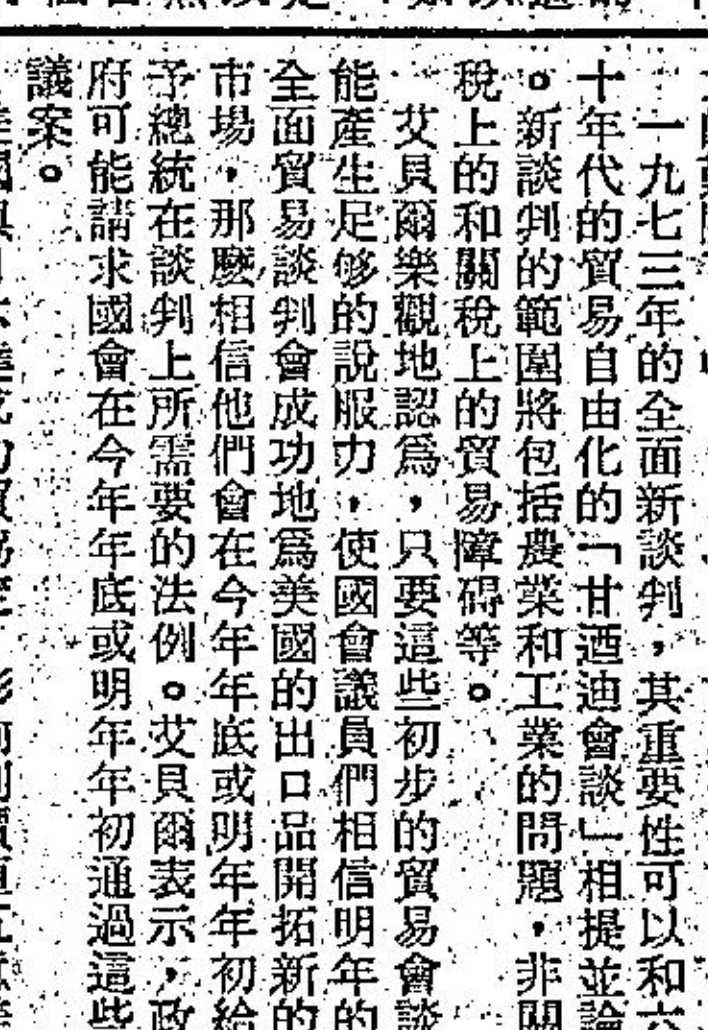 一九七三年的全面新談判，其重要性可以和六
十年代的貿易自由化的「甘迺迪會談」相提並論
。新談判的範圍將包括農業和工業的問題，非關
稅上的和關稅上的貿易障碍等。
艾貝爾樂觀地認爲，只要這些初步的貿易會談
能產生足够的說服力，使國會議員們相信明年的
全面貿易談判會成功地爲美國的出口品開拓新的
市場，那麽相信他們會在今年年底或明年年初給
予總統在談判上所需要的法例。艾貝爾表示，政
府可能請求國會在今年年底或明年年初通過這些
議案。